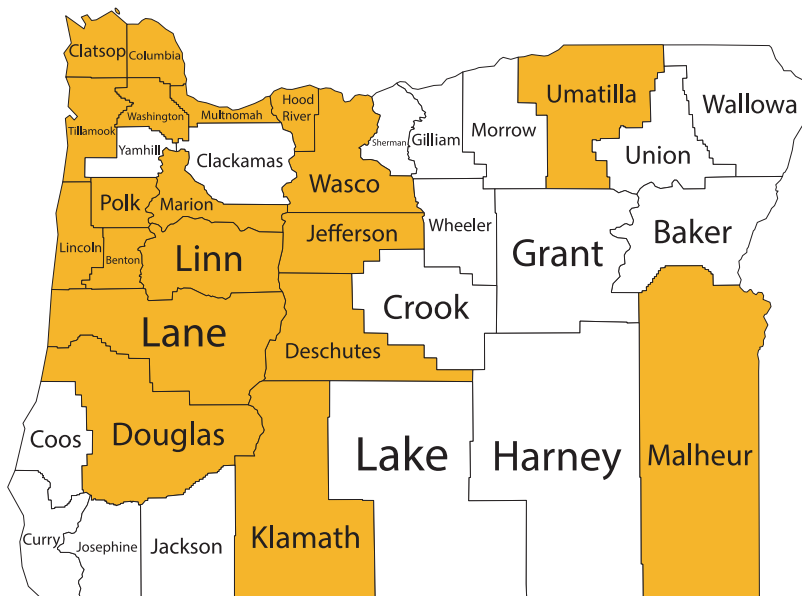 Clatsop
Columbia
Tillamook
Washington
Multnomah
Hood
River
Yamhill
Clackamas
Sherman
Gilliam
Morrow
Umatilla
Union
Wallowa
Polk
Marion
Wasco
Lincoln
Benton
Linn
Jefferson
Wheeler
Grant
Baker
Lane
Deschutes
Crook
Coos
Douglas
Lake
Harney
Malheur
Curry
Josephine
Jackson
Klamath